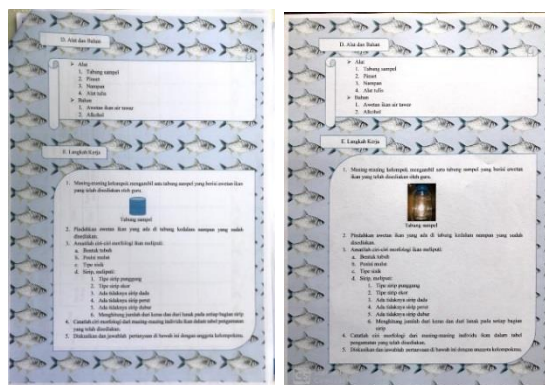 D. Alat dan Bahan
➢ Alat
1. Tabung sampel
2. Pinset
3. Nampan
4. Alat tulis
➢ Bahan
1. Awetan ikan air tawar
2. Alkohol
E. Langkah Kerja
1. Masing-masing kelompok mengambil satu tabung sampel yang berisi awetan ikan
yang telah disediakan oleh guru.
Tabung sampel
2. Pindahkan awetan ikan yang ada di tabung kedalam nampan yang sudah
disediakan.
3. Amatilah ciri-ciri morfologi ikan meliputi:
a. Bentuk tubuh
b. Posisi mulut
c. Tipe sisik
d. Sirip, meliputi:
1. Tipe sirip punggung
2. Tipe sirip ekor
3. Ada tidaknya sirip dada
4. Ada tidaknya sirip perut
5. Ada tidaknya sirip dubur
6. Menghitung jumlah duri keras dan duri lunak pada setiap bagian sirip
4. Catatlah ciri morfologi dari masing-masing individu ikan dalam tabel pengamatan
yang telah disediakan.
5. Diskusikan dan jawablah pertanyaan di bawah ini dengan anggota kelompokmu.
D. Alat dan Bahan
➢ Alat
1. Tabung sampel
2. Pinset
3. Nampan
4. Alat tulis
➢ Bahan
1. Awetan ikan air tawar
2. Alkohol
E. Langkah Kerja
1. Masing-masing kelompok mengambil satu tabung sampel yang berisi awetan
ikan yang telah disediakan oleh guru.
Tabung sampel
2. Pindahkan awetan ikan yang ada di tabung kedalam nampan yang sudah
disediakan.
3. Amatilah ciri-ciri morfologi ikan meliputi:
a. Bentuk tubuh
b. Posisi mulut
c. Tipe sisik
d. Sirip, meliputi:
1. Tipe sirip punggung
2. Tipe sirip ekor
3. Ada tidaknya sirip dada
4. Ada tidaknya sirip perut
5. Ada tidaknya sirip dubur
6. Menghitung jumlah duri keras dan duri lunak pada setiap bagian
sirip
4. Catatlah ciri morfologi dari masing-masing individu ikan dalam tabel
pengamatan yang telah disediakan.
5. Diskusikan dan jawablah pertanyaan di bawah ini dengan anggota kelompokmu.